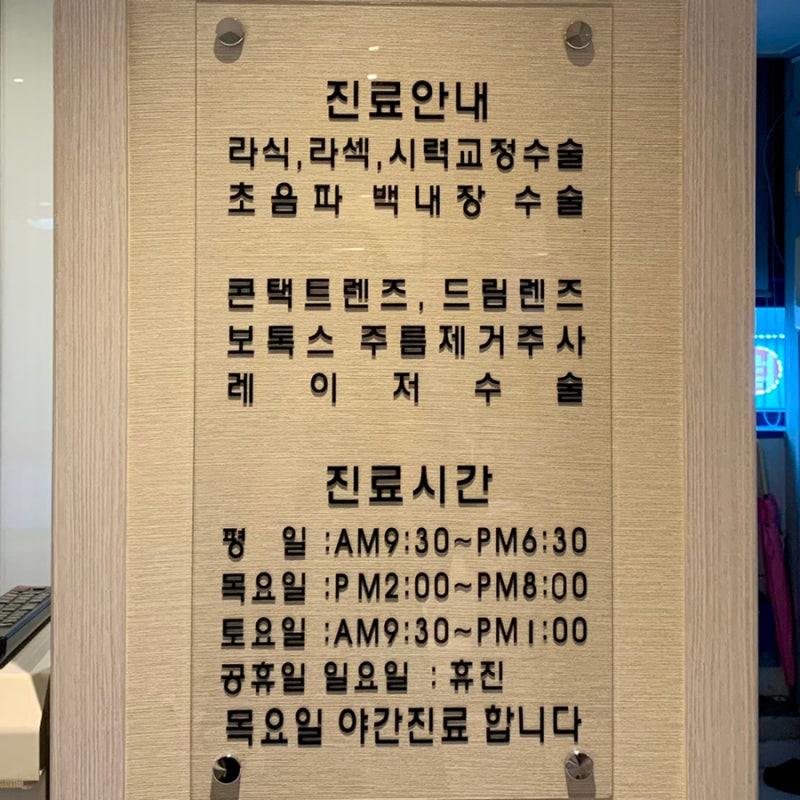 진료안내
라식,라섹,시력교정수술
초음파 백내장 수술
콘택트렌즈, 드림렌즈
보톡스 주름제거주사
레이저수술
진료시간
평 일 :AM9:30~PM6:30
목요일 :PM2:00~PM8:00
토요일 :AM9:30~PM1:00
공휴일 일요일 : 휴진
목요일 야간진료 합니다